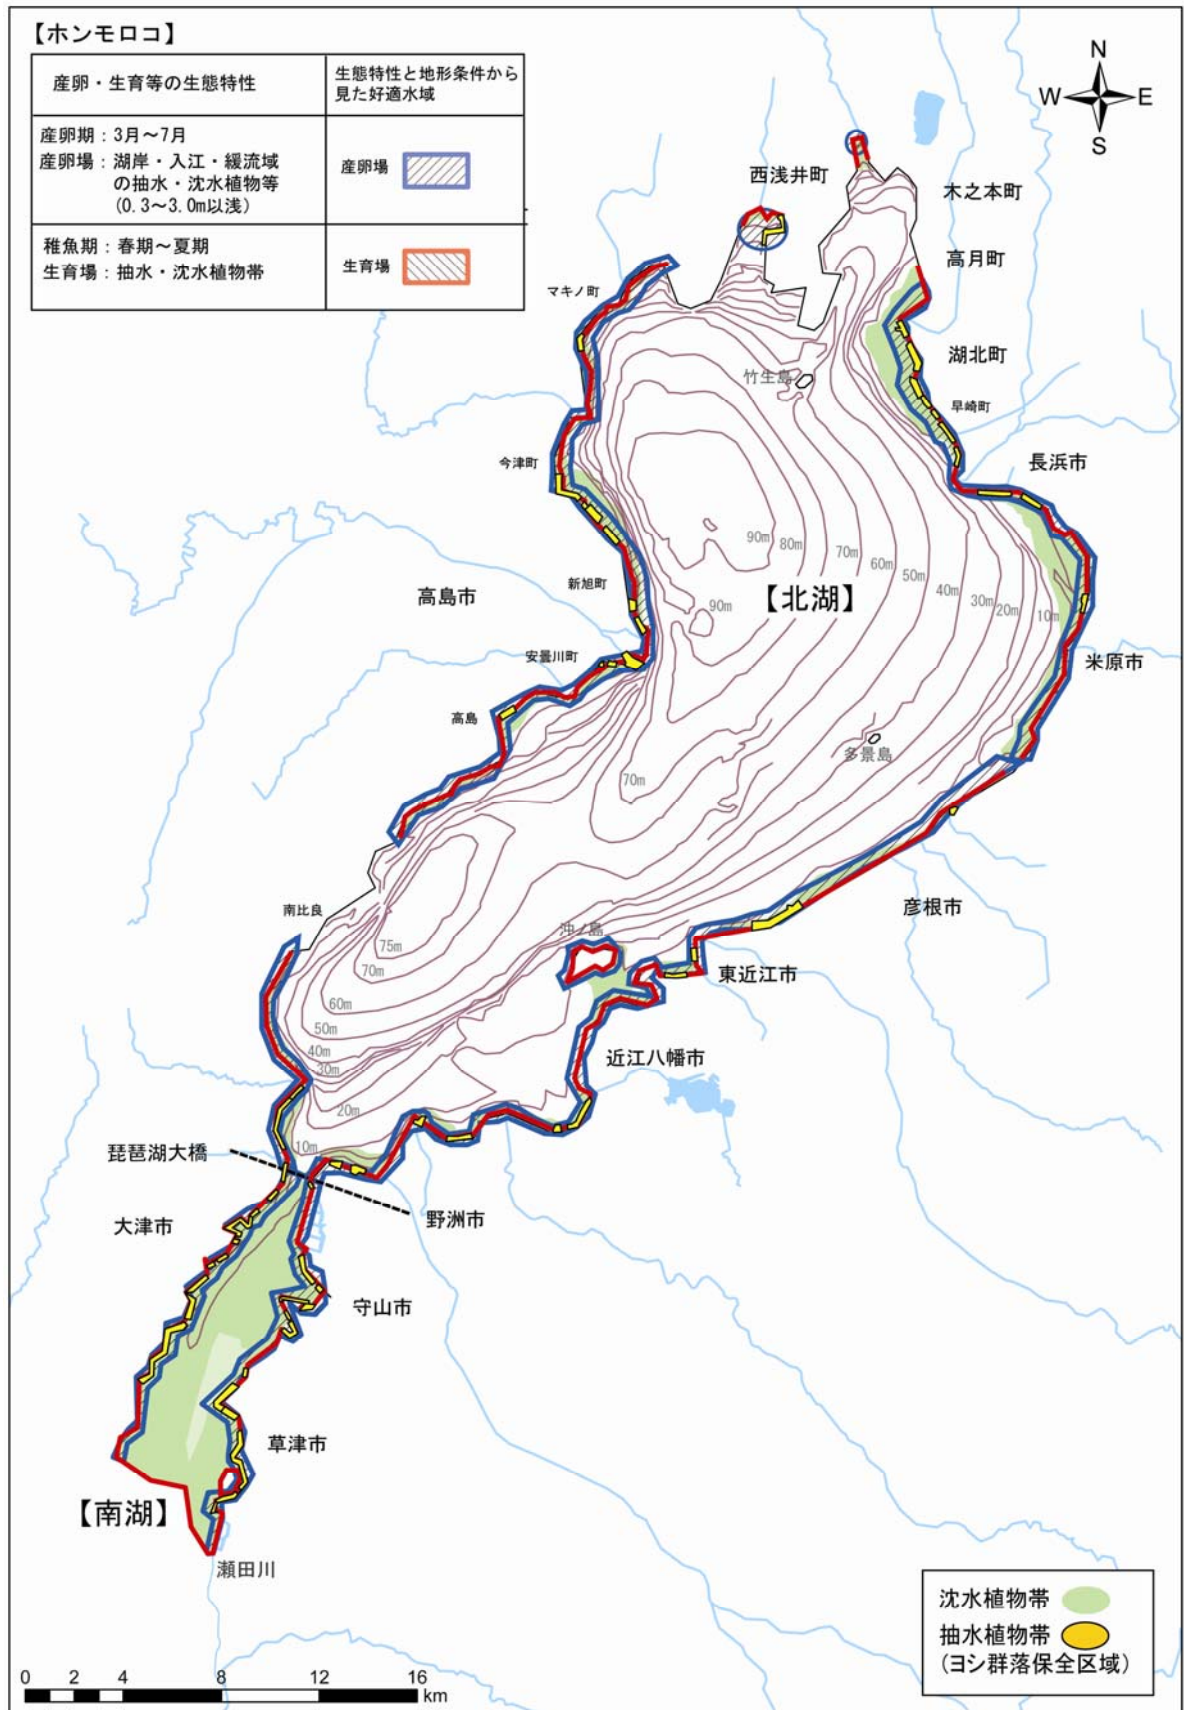 【ホンモロコ】
産卵・生育等の生態特性
生態特性と地形条件から
見た好適水域
産卵期：3月～7月
産卵場：湖岸・入江・緩流域
の抽水・沈水植物等
(0.3～3.0m以浅)
産卵場
稚魚期：春期～夏期
生育場：抽水・沈水植物帯
生育場
N
W
E
S
西浅井町
木之本町
高月町
マキノ町
湖北町
竹生島
早崎町
今津町
長浜市
90m
80m
70m
60m
50m
40m
30m
20m
10m
新旭町
高島市
90m
【北湖】
安曇川町
米原市
高島
多景島
70m
南比良
彦根市
沖ノ島
75m
70m
東近江市
60m
50m
40m
30m
近江八幡市
20m
10m
琵琶湖大橋
大津市
野洲市
守山市
草津市
【南湖】
瀬田川
沈水植物帯
抽水植物帯
(ヨシ群落保全区域)
0 2 4 8 12 16
km